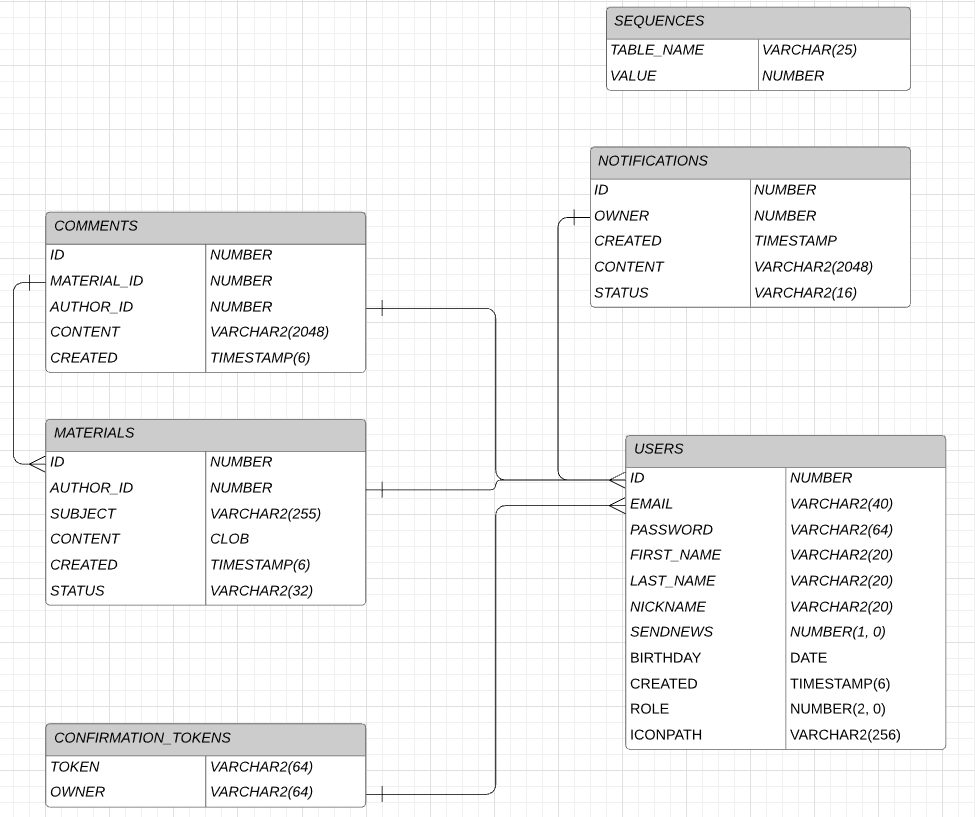 SEQUENCES
TABLE_NAME VARCHAR(25)
VALUE NUMBER
NOTIFICATIONS
ID NUMBER
OWNER NUMBER
CREATED TIMESTAMP
CONTENT VARCHAR2(2048)
STATUS VARCHAR2(16)
COMMENTS
ID NUMBER
MATERIAL_ID NUMBER
AUTHOR_ID NUMBER
CONTENT VARCHAR2(2048)
CREATED TIMESTAMP(6)
MATERIALS
ID NUMBER
AUTHOR_ID NUMBER
SUBJECT VARCHAR2(255)
CONTENT CLOB
CREATED TIMESTAMP(6)
STATUS VARCHAR2(32)
USERS
ID NUMBER
EMAIL VARCHAR2(40)
PASSWORD VARCHAR2(64)
FIRST_NAME VARCHAR2(20)
LAST_NAME VARCHAR2(20)
NICKNAME VARCHAR2(20)
SENDNEWS NUMBER(1, 0)
BIRTHDAY DATE
CREATED TIMESTAMP(6)
ROLE NUMBER(2, 0)
ICONPATH VARCHAR2(256)
CONFIRMATION_TOKENS
TOKEN VARCHAR2(64)
OWNER VARCHAR2(64)